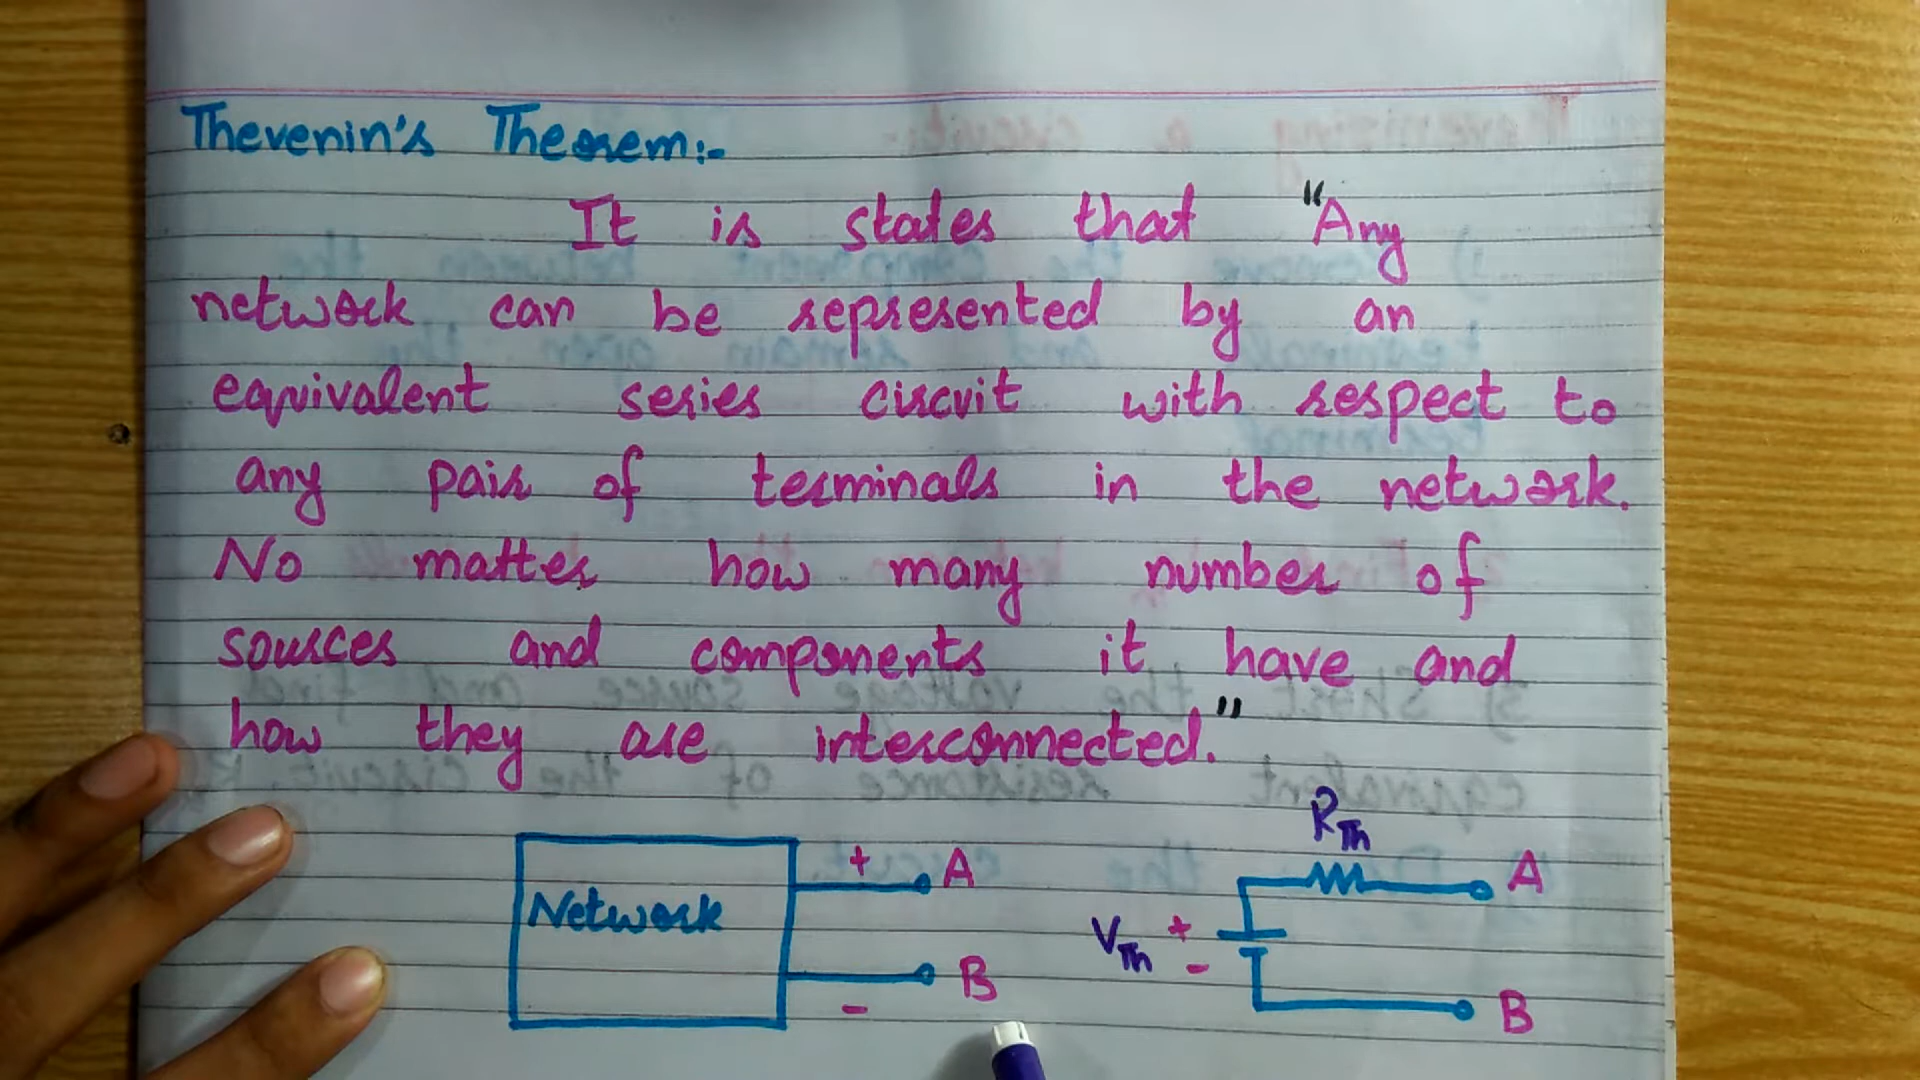 Thevenin's Theorem:-
It is states that "Any
network can be represented by an
equivalent series circuit with respect to
any pair of terminals in the network.
No matter how many number of
sources and components it have and
how they are interconnected."
RTh
+ A
A
Network
VTh + -
B
-
B